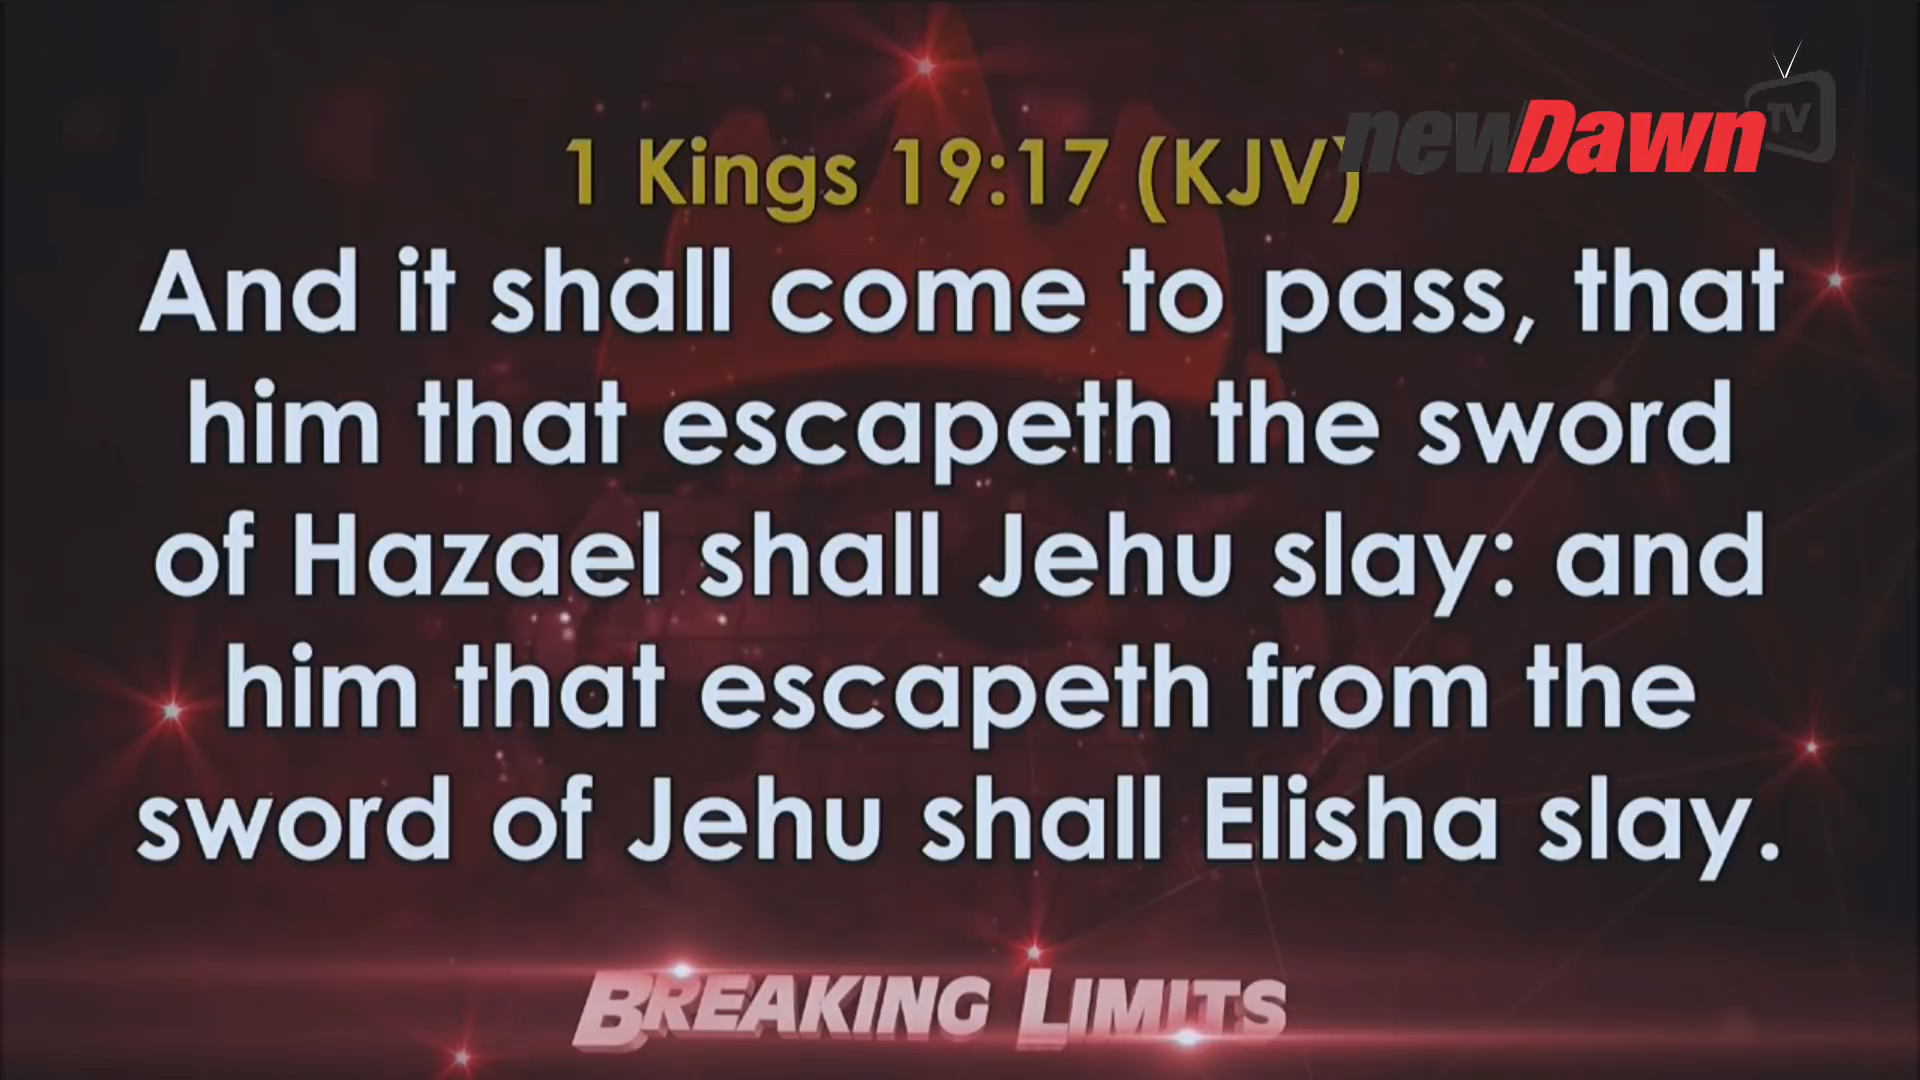 newDawn TV
1 Kings 19:17 (KJV)
And it shall come to pass, that
him that escapeth the sword
of Hazael shall Jehu slay: and
him that escapeth from the
sword of Jehu shall Elisha slay.
BREAKING LIMITS